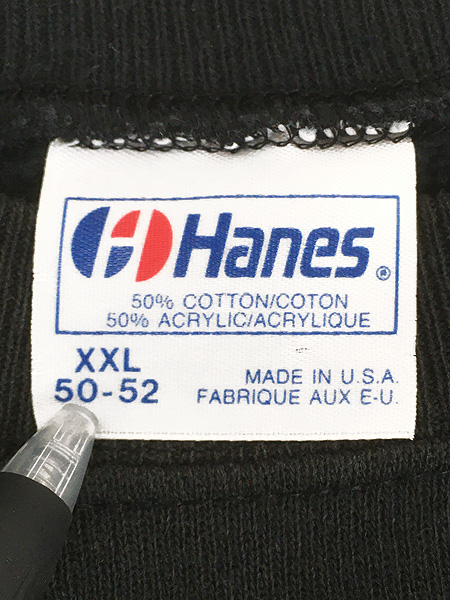 Hanes®
50% COTTON/COTON
50% ACRYLIC/ACRYLIQUE
XXL
50-52
MADE IN U.S.A.
FABRIQUE AUX E-U.